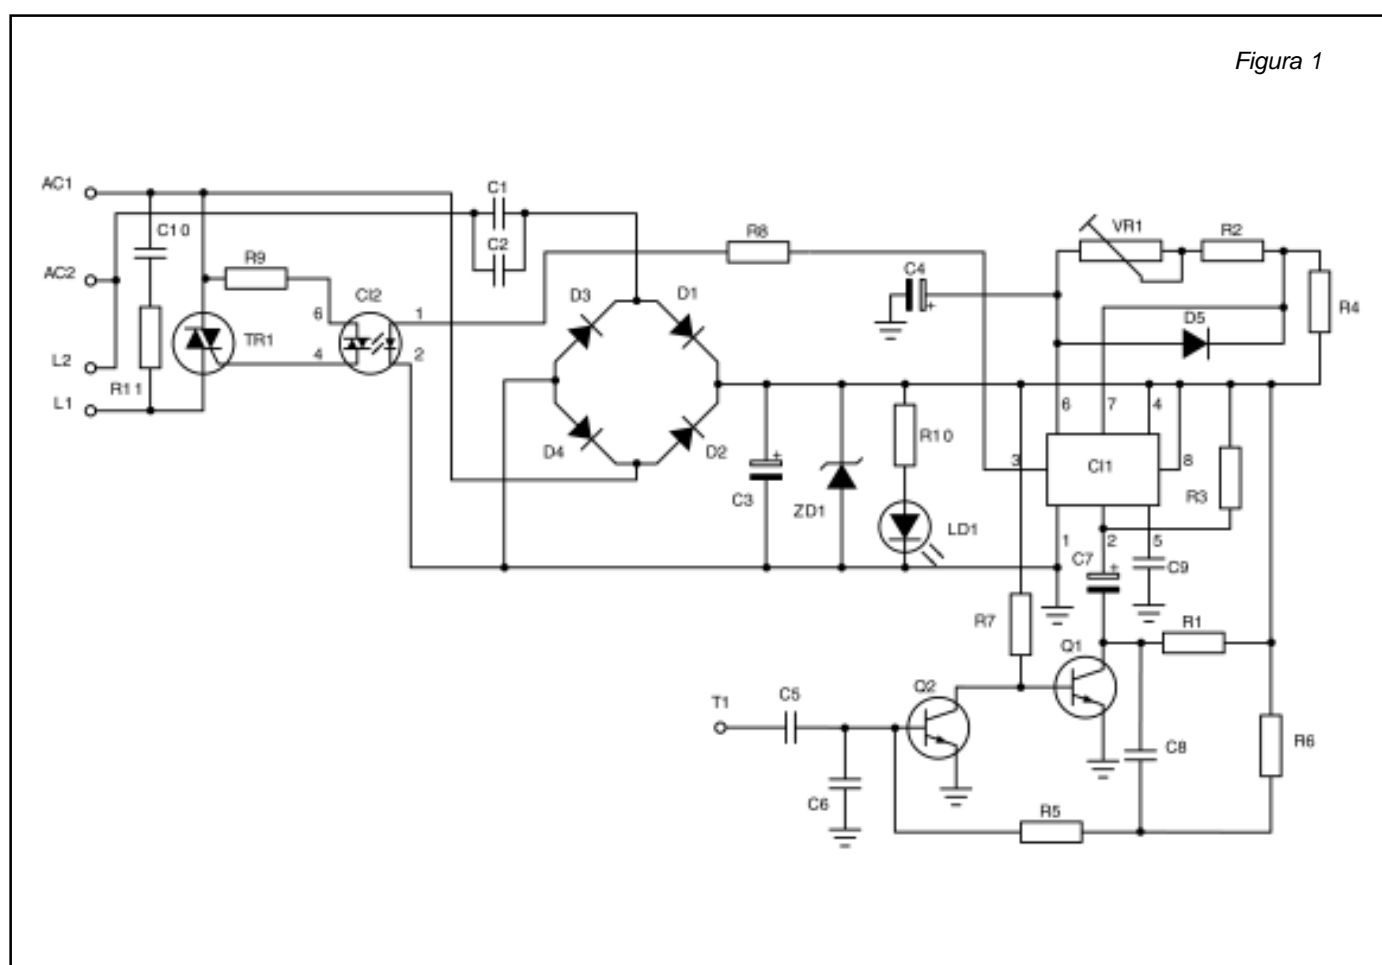 Figura 1
AC1
C10
AC2
R9
L2
R11
L1
TR1
CI2
6
4
1
2
C1
C2
D3
D1
D4
D2
R8
C4
+
VR1
R2
R4
D5
6
7
4
3
CI1
8
R3
1
2
5
C3
+
ZD1
R10
LD1
C7
+
C9
R7
Q1
R1
T1
C5
Q2
C6
C8
R6
R5